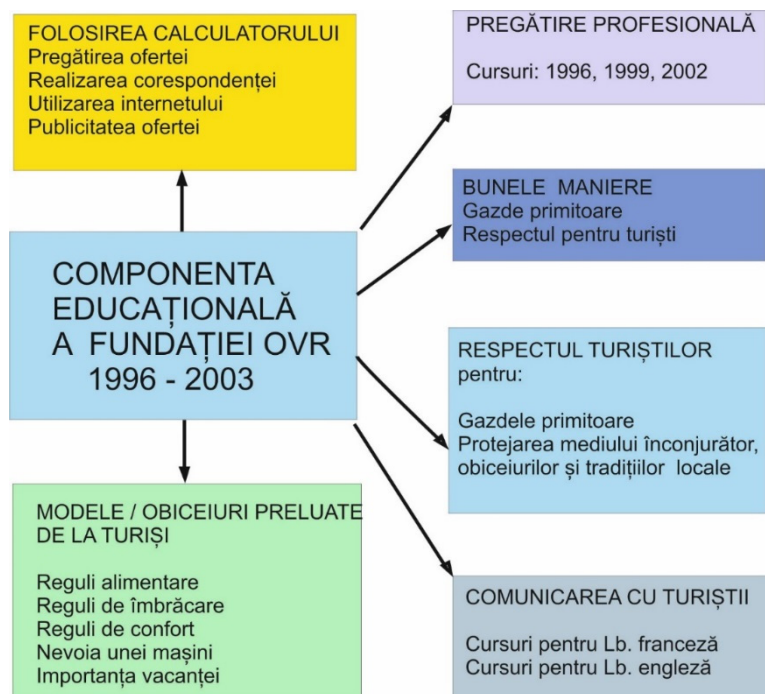 FOLOSIREA CALCULATORULUI
Pregătirea ofertei
Realizarea corespondenței
Utilizarea internetului
Publicitatea ofertei
PREGĂTIRE PROFESIONALĂ
Cursuri: 1996, 1999, 2002
BUNELE MANIERE
Gazde primitoare
Respectul pentru turiști
COMPONENTA
EDUCAȚIONALĂ
A FUNDAȚIEI OVR
1996 - 2003
RESPECTUL TURIȘTILOR
pentru:
Gazdele primitoare
Protejarea mediului înconjurător,
obiceiurilor și tradițiilor locale
MODELE / OBICEIURI PRELUATE
DE LA TURIȘI
Reguli alimentare
Reguli de îmbrăcare
Reguli de confort
Nevoia unei mașini
Importanța vacanței
COMUNICAREA CU TURIȘTII
Cursuri pentru Lb. franceză
Cursuri pentru Lb. engleză